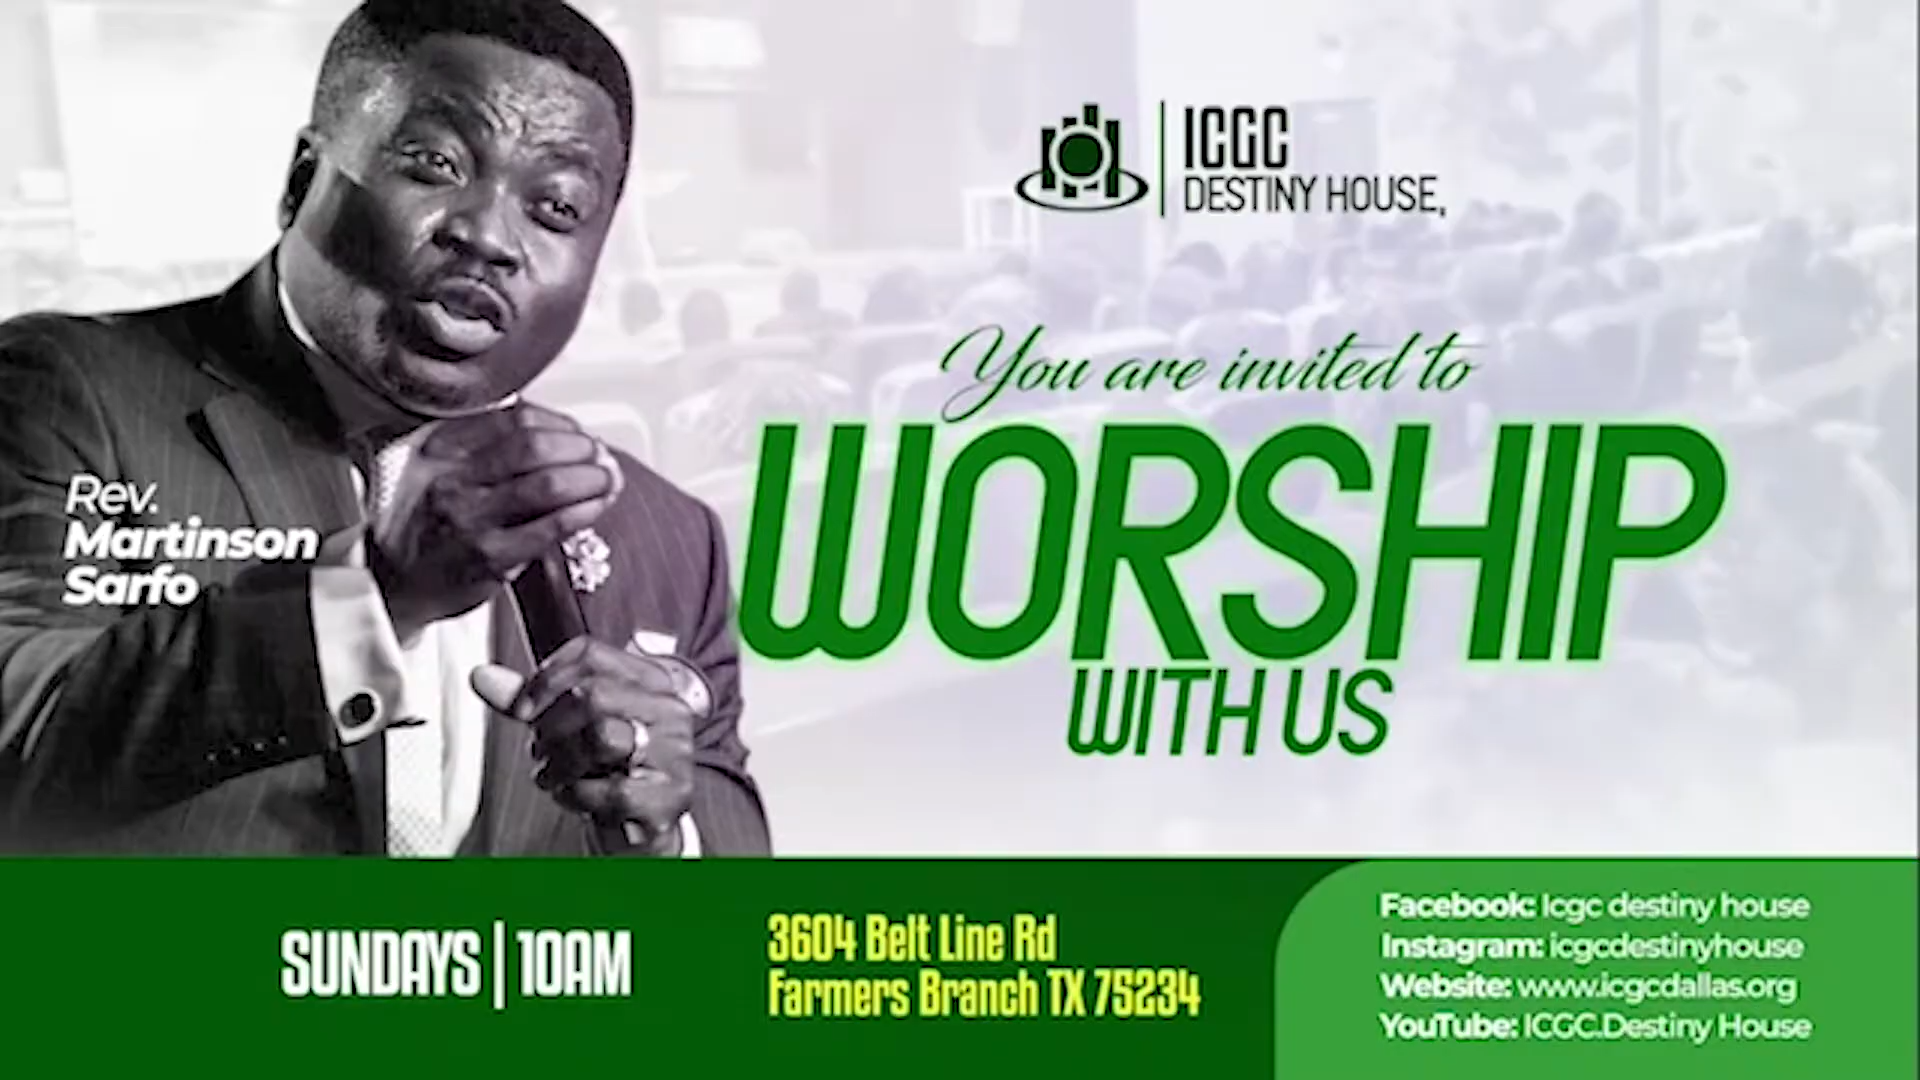 ICGC
DESTINY HOUSE,
You are invited to
WORSHIP
WITH US
Rev.
Martinson
Sarfo
SUNDAYS | 10AM
3604 Belt Line Rd
Farmers Branch TX 75234
Facebook: Icgc destiny house
Instagram: icgcdestinyhouse
Website: www.icgcdallas.org
YouTube: ICGC.Destiny House